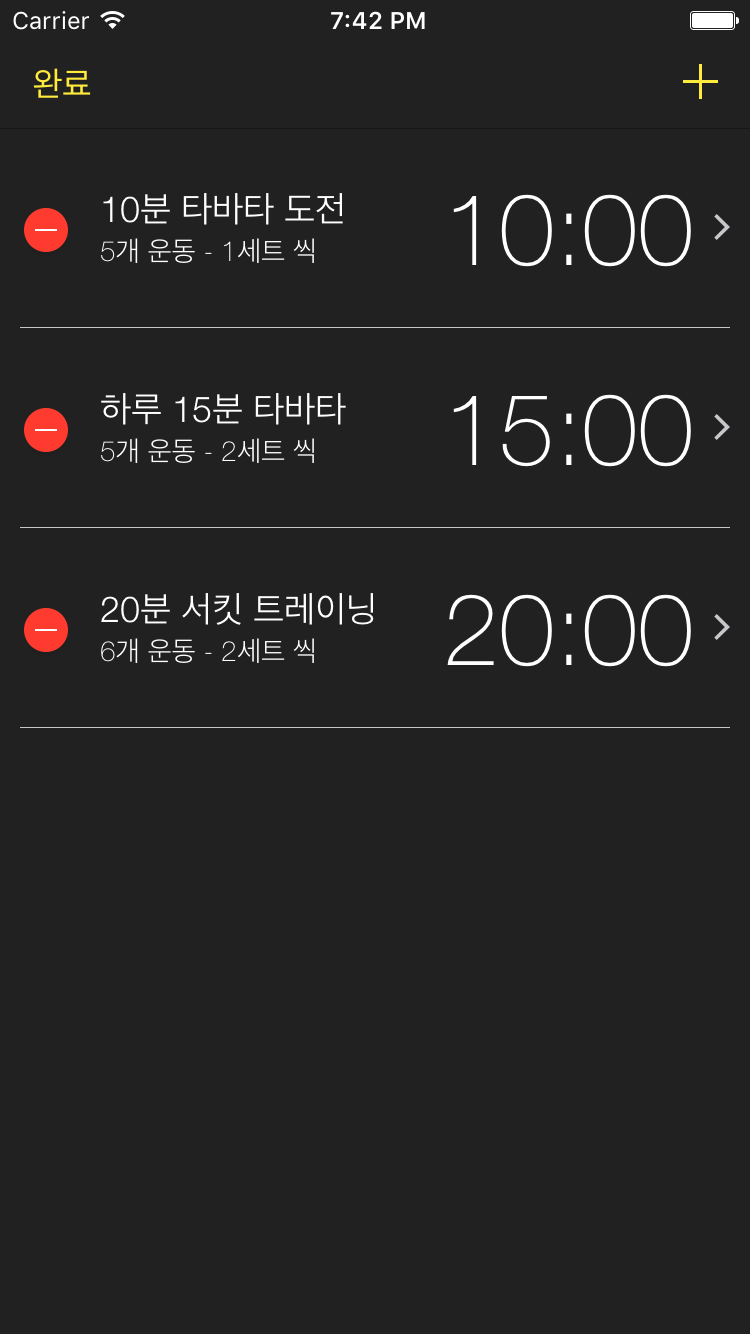 Carrier 7:42 PM
완료
10분 타바타 도전 10:00
5개 운동 - 1세트 씩
하루 15분 타바타 15:00
5개 운동 - 2세트 씩
20분 서킷 트레이닝 20:00
6개 운동 - 2세트 씩